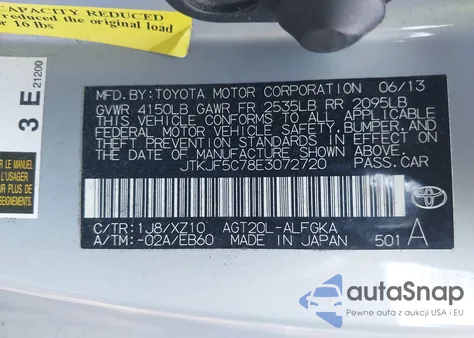 CAPACITY REDUCED
reduced the original load
r 16 lbs
3 E 21200
R LE MANUEL
'USAGER
PLUS DE
MFD. BY: TOYOTA MOTOR CORPORATION 06/13
GVWR 4150LB GAWR FR 2535LB RR 2095LB
THIS VEHICLE CONFORMS TO ALL APPLICABLE
FEDERAL MOTOR VEHICLE SAFETY, BUMPER, AND
THEFT PREVENTION STANDARDS IN EFFECT ON
THE DATE OF MANUFACTURE SHOWN ABOVE.
JTKJF5C78E3072720 PASS. CAR
C/TR: 1J8/XZ10 AGT20L-ALFGKA
A/TM: -02A/EB60 MADE IN JAPAN 501 A
TOYOTA
autaSnap
Pewne auta z aukcji USA i EU